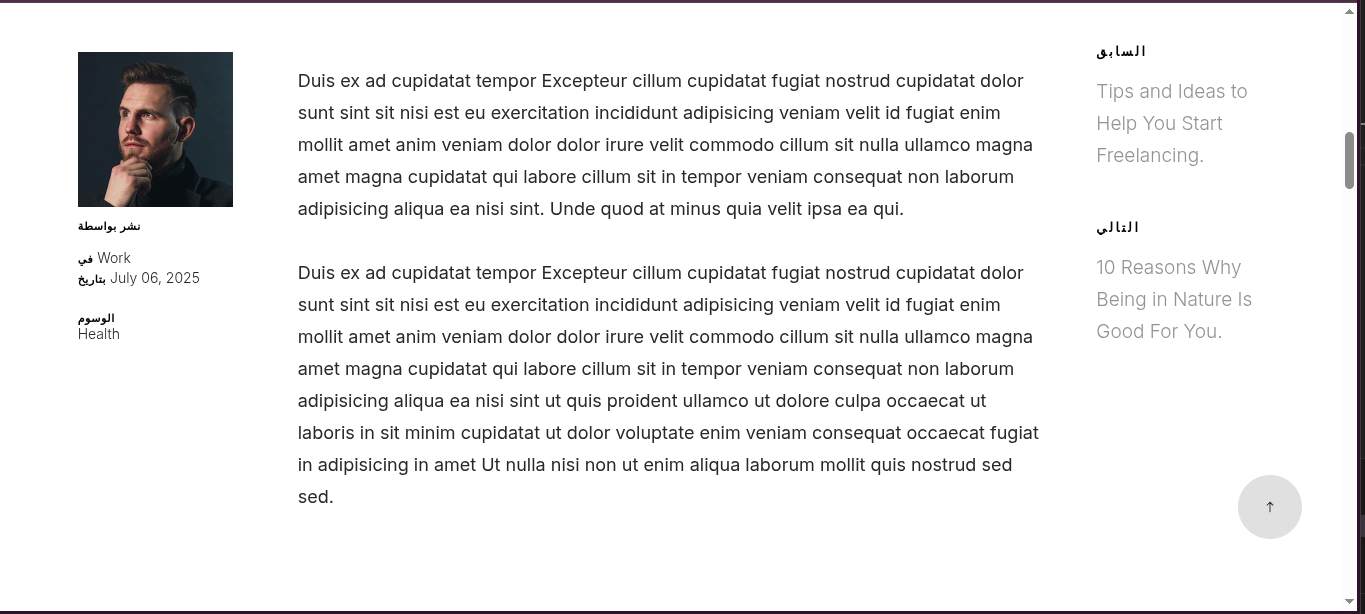 نشر بواسطة
في Work
بتاريخ July 06, 2025
الوسوم
Health
Duis ex ad cupidatat tempor Excepteur cillum cupidatat fugiat nostrud cupidatat dolor
sunt sint sit nisi est eu exercitation incididunt adipisicing veniam velit id fugiat enim
mollit amet anim veniam dolor dolor irure velit commodo cillum sit nulla ullamco magna
amet magna cupidatat qui labore cillum sit in tempor veniam consequat non laborum
adipisicing aliqua ea nisi sint. Unde quod at minus quia velit ipsa ea qui.
Duis ex ad cupidatat tempor Excepteur cillum cupidatat fugiat nostrud cupidatat dolor
sunt sint sit nisi est eu exercitation incididunt adipisicing veniam velit id fugiat enim
mollit amet anim veniam dolor dolor irure velit commodo cillum sit nulla ullamco magna
amet magna cupidatat qui labore cillum sit in tempor veniam consequat non laborum
adipisicing aliqua ea nisi sint ut quis proident ullamco ut dolore culpa occaecat ut
laboris in sit minim cupidatat ut dolor voluptate enim veniam consequat occaecat fugiat
in adipisicing in amet Ut nulla nisi non ut enim aliqua laborum mollit quis nostrud sed
sed.
السابق
Tips and Ideas to
Help You Start
Freelancing.
التالي
10 Reasons Why
Being in Nature Is
Good For You.